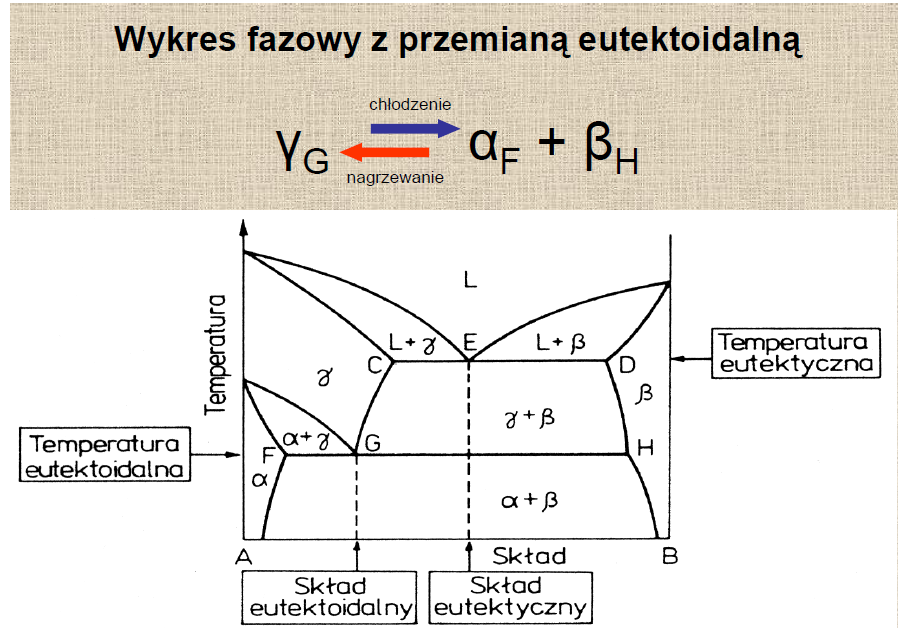 Wykres fazowy z przemianą eutektoidalną
chłodzenie
γG αF + βH
nagrzewanie
Temperatura
L
L+γ
E
L+β
C
D
Temperatura
eutektyczna
γ
β
γ+β
α+γ
G
H
F
Temperatura
eutektoidalna
α
α+β
A
Skład
B
Skład
eutektoidalny
Skład
eutektyczny